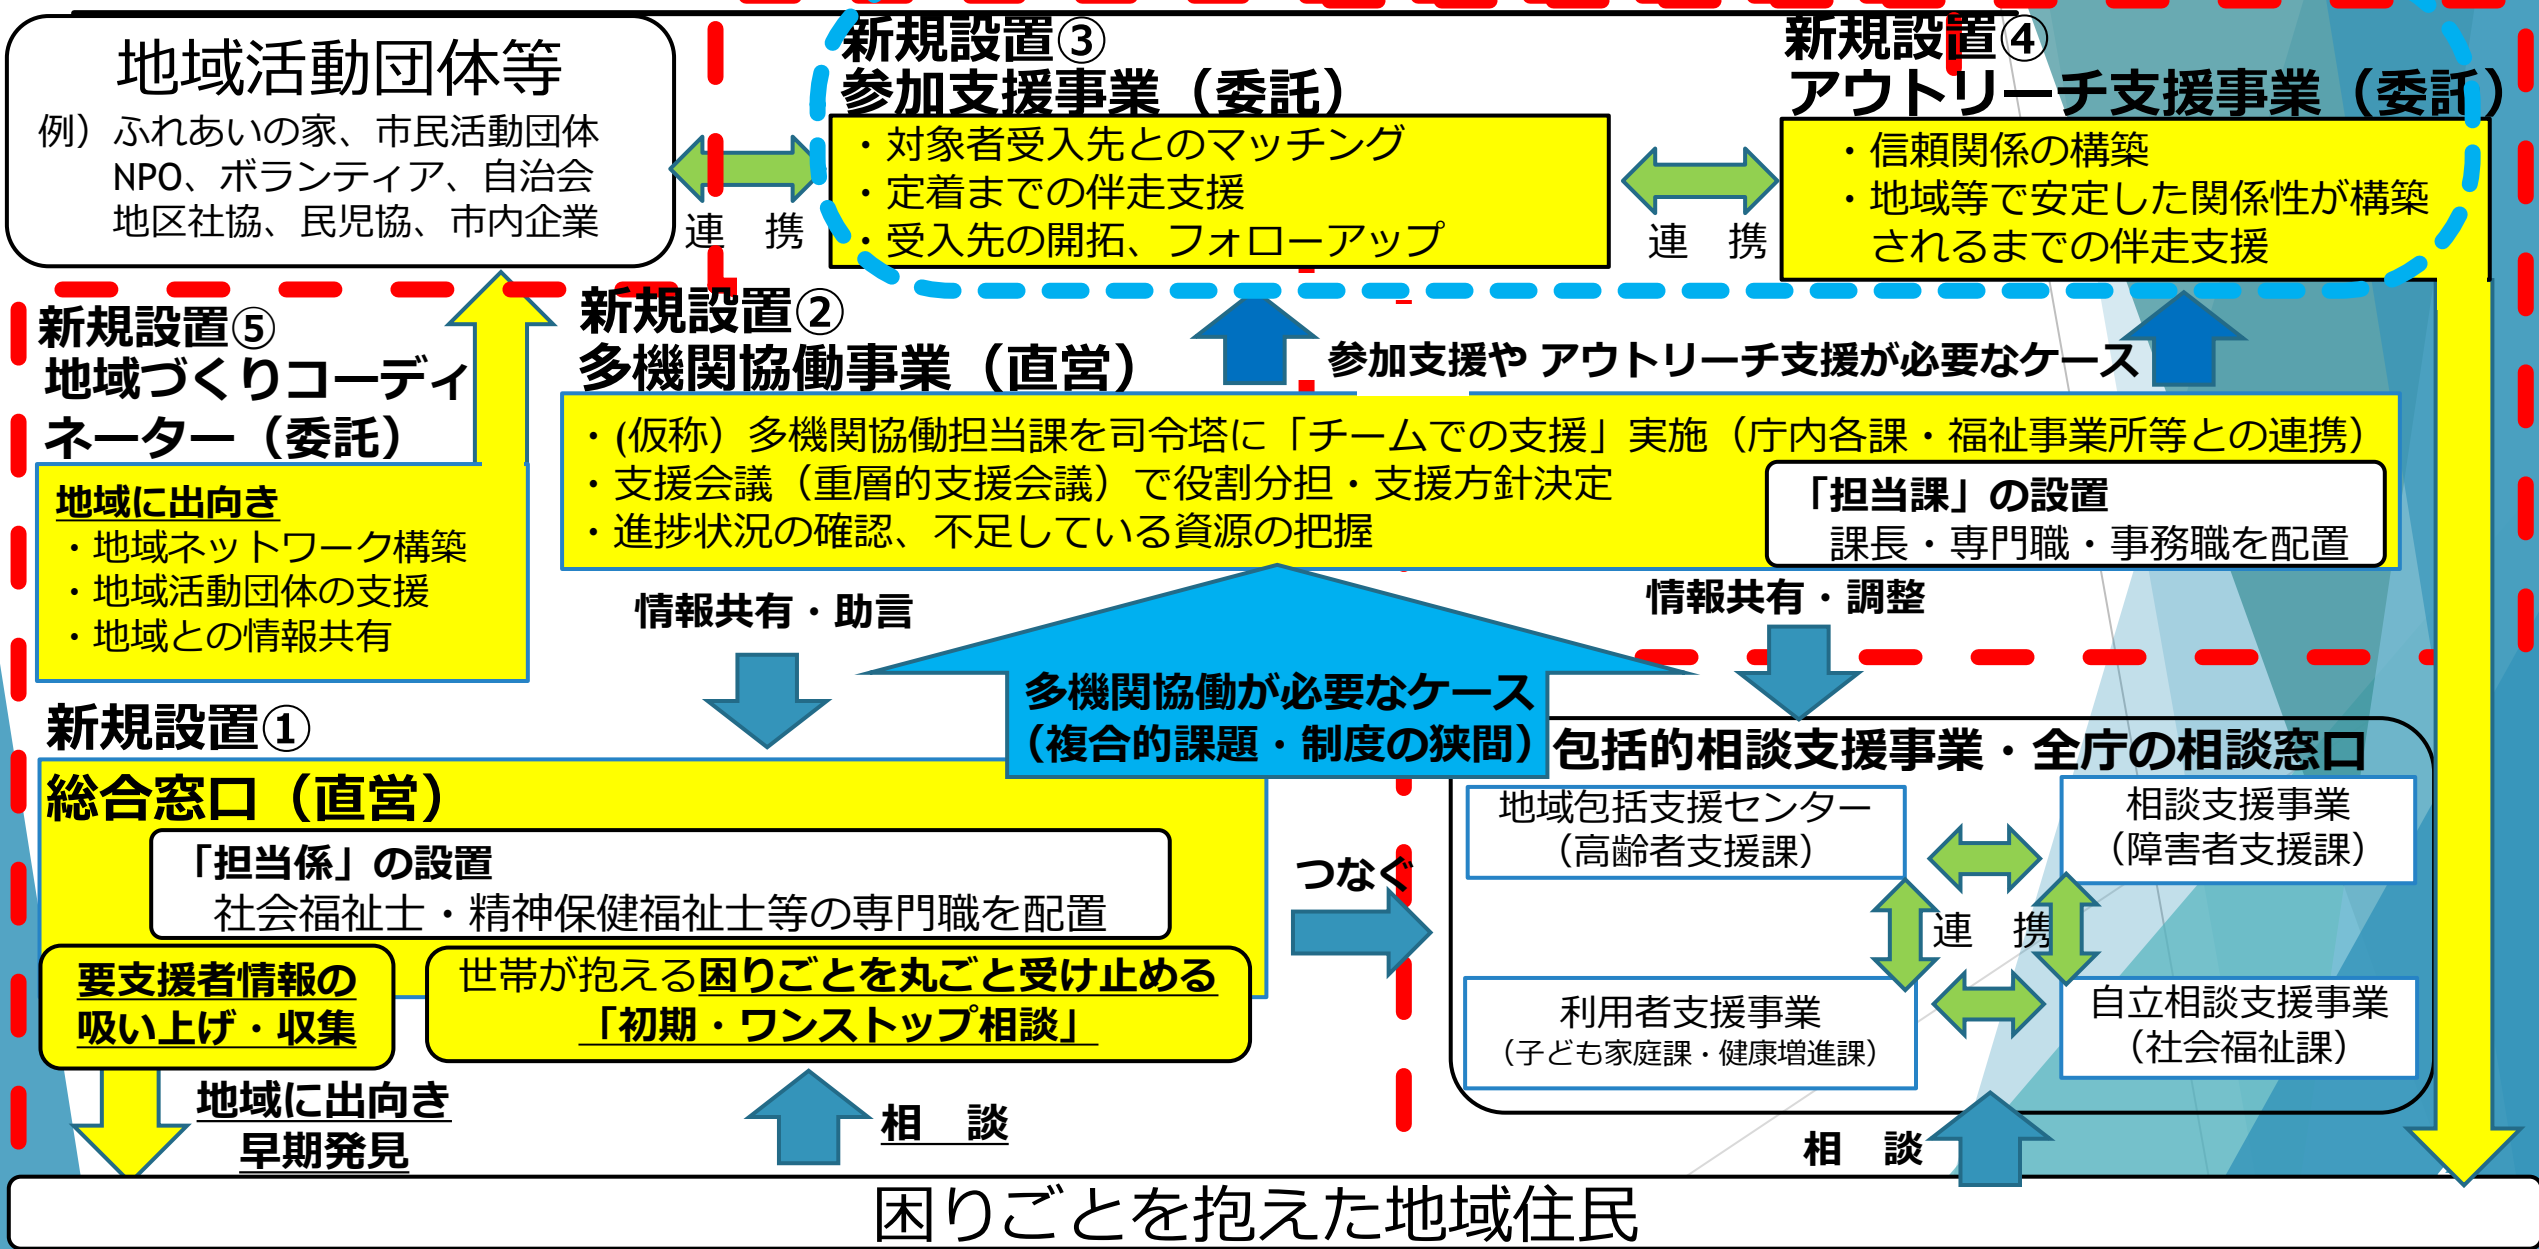 地域活動団体等
例）ふれあいの家、市民活動団体
NPO、ボランティア、自治会
地区社協、民児協、市内企業
連　携
新規設置③
参加支援事業（委託）
・対象者受入先とのマッチング
・定着までの伴走支援
・受入先の開拓、フォローアップ
連　携
新規設置④
アウトリーチ支援事業（委託）
・信頼関係の構築
・地域等で安定した関係性が構築
されるまでの伴走支援
新規設置⑤
地域づくりコーディ
ネーター（委託）
地域に出向き
・地域ネットワーク構築
・地域活動団体の支援
・地域との情報共有
新規設置②
多機関協働事業（直営）
参加支援や アウトリーチ支援が必要なケース
・(仮称）多機関協働担当課を司令塔に「チームでの支援」実施（庁内各課・福祉事業所等との連携）
・支援会議（重層的支援会議）で役割分担・支援方針決定
・進捗状況の確認、不足している資源の把握
「担当課」の設置
課長・専門職・事務職を配置
情報共有・助言
情報共有・調整
多機関協働が必要なケース
（複合的課題・制度の狭間）
新規設置①
総合窓口（直営）
「担当係」の設置
社会福祉士・精神保健福祉士等の専門職を配置
要支援者情報の
吸い上げ・収集
世帯が抱える困りごとを丸ごと受け止める
「初期・ワンストップ相談」
つなぐ
包括的相談支援事業・全庁の相談窓口
地域包括支援センター
（高齢者支援課）
相談支援事業
（障害者支援課）
連　携
利用者支援事業
（子ども家庭課・健康増進課）
自立相談支援事業
（社会福祉課）
地域に出向き
早期発見
相　談
相　談
困りごとを抱えた地域住民